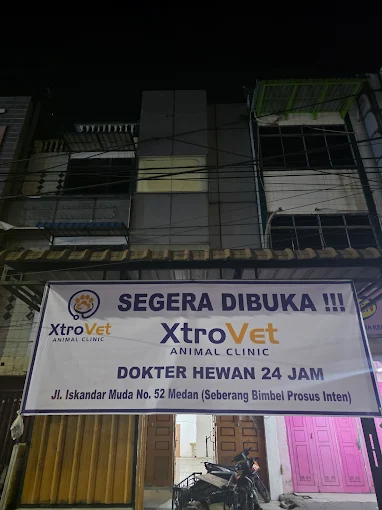 SEGERA DIBUKA !!!
XtroVet
ANIMAL CLINIC
XtroVet
ANIMAL CLINIC
DOKTER HEWAN 24 JAM
Jl. Iskandar Muda No. 52 Medan (Seberang Bimbel Prosus Inten)